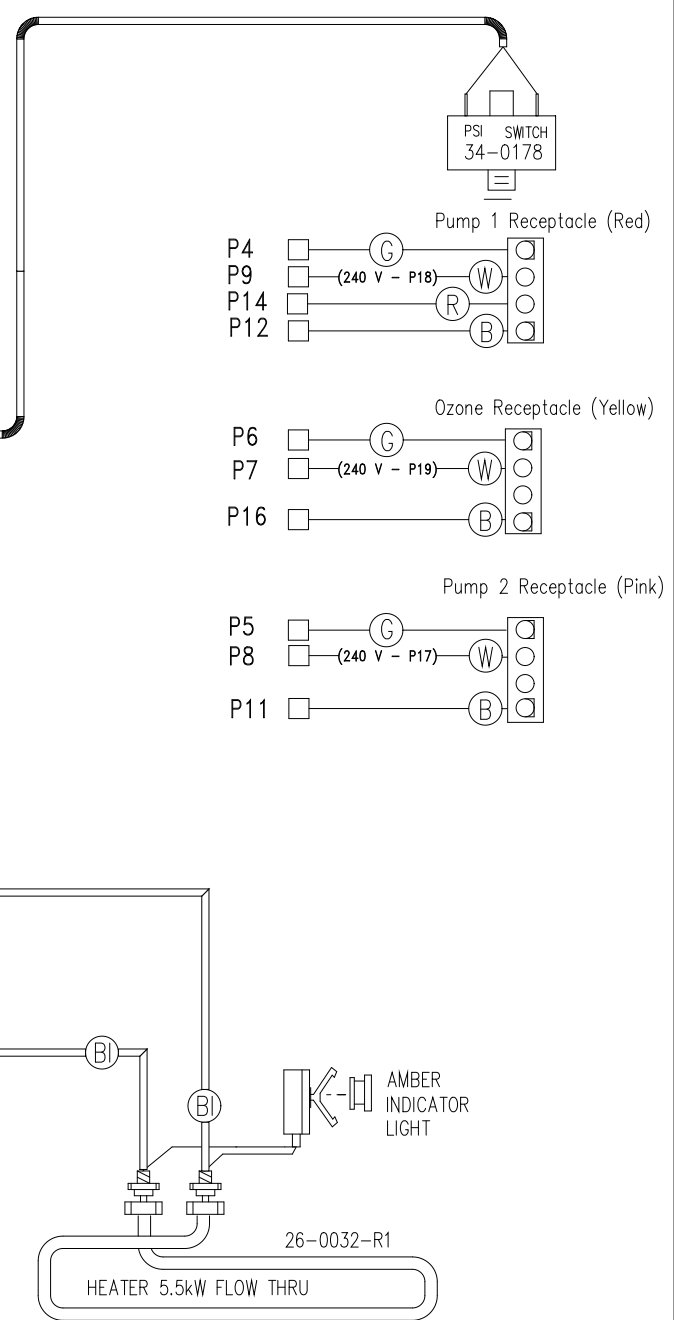 PSI SWITCH
34-0178
Pump 1 Receptacle (Red)
P4 G
P9 (240 V - P18) W
P14 R
P12 B
Ozone Receptacle (Yellow)
P6 G
P7 (240 V - P19) W
P16 B
Pump 2 Receptacle (Pink)
P5 G
P8 (240 V - P17) W
P11 B
BI
BI
AMBER
INDICATOR
LIGHT
26-0032-R1
HEATER 5.5kW FLOW THRU